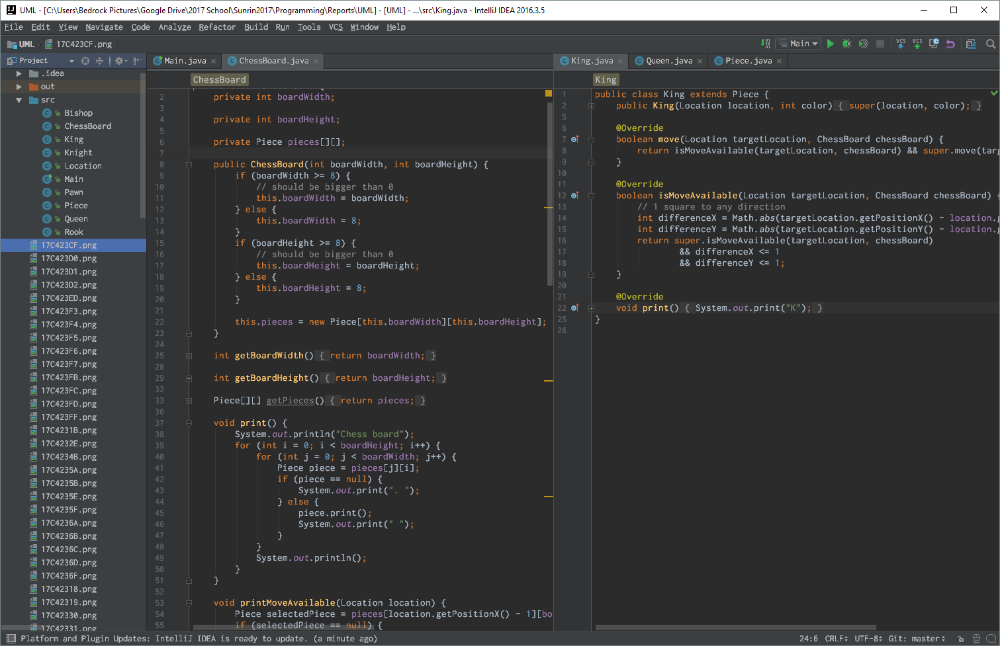 UML - [C:\Users\Bedrock Pictures\Google Drive\2017 School\Sunrin2017\Programming\Reports\UML] - [UML] - ...\src\King.java - IntelliJ IDEA 2016.3.5
File Edit View Navigate Code Analyze Refactor Build Run Tools VCS Window Help
UML 17C423CF.png Main VCS VCS
Project
.idea
out
src
Bishop
ChessBoard
King
Knight
Location
Main
Pawn
Piece
Queen
Rook
17C423CF.png
17C423D0.png
17C423D1.png
17C423D2.png
17C423ED.png
17C423F3.png
17C423F4.png
17C423F5.png
17C423F6.png
17C423F7.png
17C423FB.png
17C423FC.png
17C423FD.png
17C423FF.png
17C4231B.png
17C4232E.png
17C4234B.png
17C4235A.png
17C4235B.png
17C4235E.png
17C4235F.png
17C4236A.png
17C4236B.png
17C4236C.png
17C4236D.png
17C4236F.png
17C42318.png
17C42319.png
17C42330.png
17C42331.png
Main.java ChessBoard.java
ChessBoard
2 private int boardWidth;
3
4 private int boardHeight;
5
6 private Piece pieces[][];
7
8 public ChessBoard(int boardWidth, int boardHeight) {
9 if (boardWidth >= 8) {
10 // should be bigger than 0
11 this.boardWidth = boardWidth;
12 } else {
13 this.boardWidth = 8;
14 }
15 if (boardHeight >= 8) {
16 // should be bigger than 0
17 this.boardHeight = boardHeight;
18 } else {
19 this.boardHeight = 8;
20 }
21
22 this.pieces = new Piece[this.boardWidth][this.boardHeight];
23 }
24
25 int getBoardWidth() { return boardWidth; }
28
29 int getBoardHeight() { return boardHeight; }
32
33 Piece[][] getPieces() { return pieces; }
36
37 void print() {
38 System.out.println("Chess board");
39 for (int i = 0; i < boardHeight; i++) {
40 for (int j = 0; j < boardWidth; j++) {
41 Piece piece = pieces[j][i];
42 if (piece == null) {
43 System.out.print(". ");
44 } else {
45 piece.print();
46 System.out.print(" ");
47 }
48 }
49 System.out.println();
50 }
51 }
52
53 void printMoveAvailable(Location location) {
54 Piece selectedPiece = pieces[location.getPositionX() - 1][bo
55 if (selectedPiece == null) {
King.java Queen.java Piece.java
King
1 public class King extends Piece {
2 public King(Location location, int color) { super(location, color); }
5
6 @Override
7 boolean move(Location targetLocation, ChessBoard chessBoard) {
8 return isMoveAvailable(targetLocation, chessBoard) && super.move(tar
9 }
10
11 @Override
12 boolean isMoveAvailable(Location targetLocation, ChessBoard chessBoard) {
13 // 1 square to any direction
14 int differenceX = Math.abs(targetLocation.getPositionX() - location.g
15 int differenceY = Math.abs(targetLocation.getPositionY() - location.g
16 return super.isMoveAvailable(targetLocation, chessBoard)
17 && differenceX <= 1
18 && differenceY <= 1;
19 }
20
21 @Override
22 void print() { System.out.print("K"); }
25 }
26
Platform and Plugin Updates: IntelliJ IDEA is ready to update. (a minute ago) 24:6 CRLF UTF-8 Git: master